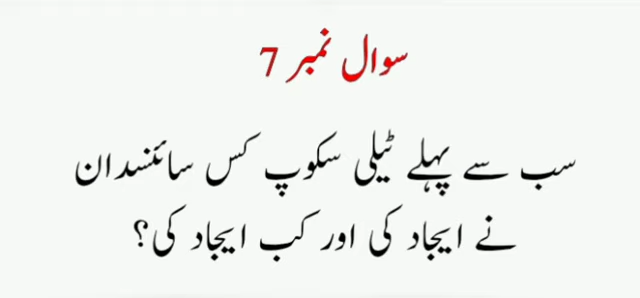 سوال نمبر 7
سب سے پہلے ٹیلی سکوپ کس سائنسدان
نے ایجاد کی اور کب ایجاد کی؟